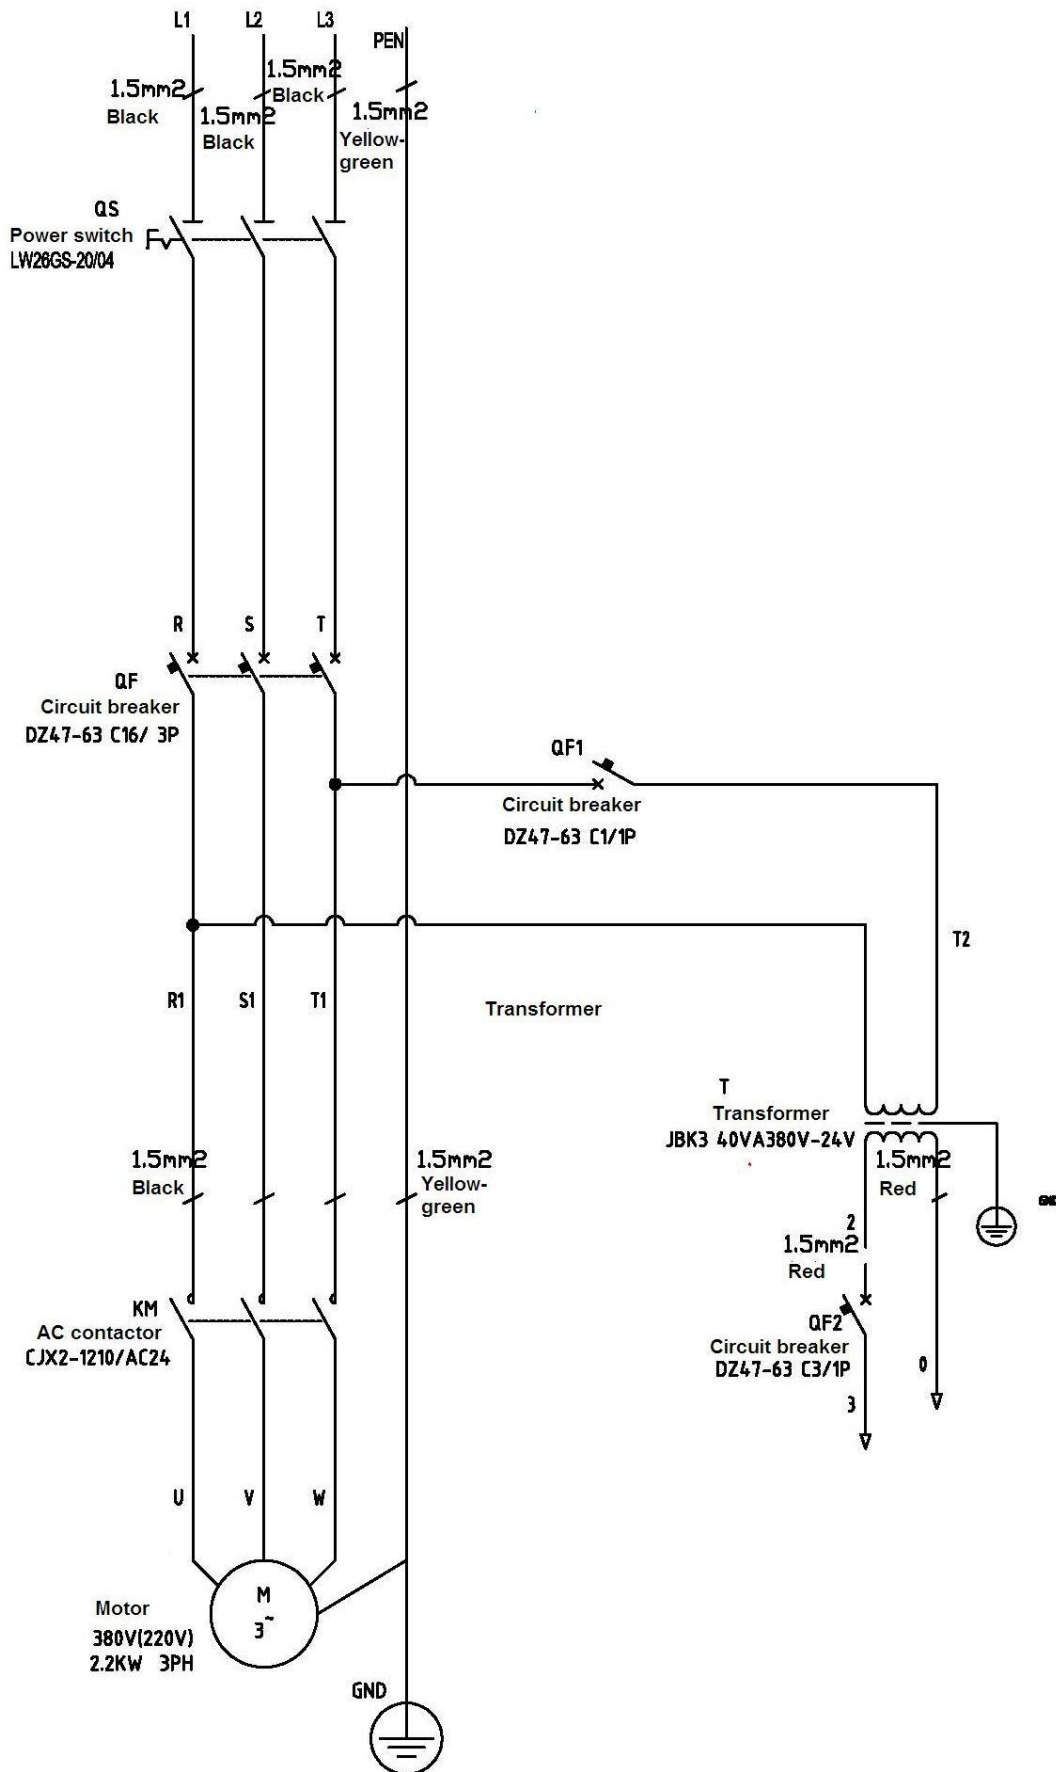 L1 L2 L3
PEN
1.5mm2
Black
1.5mm2
Black
1.5mm2
Black
1.5mm2
Yellow-
green
QS
Power switch
LW26GS-20/04
R S T
QF
Circuit breaker
DZ47-63 C16/ 3P
QF1
Circuit breaker
DZ47-63 C1/1P
T2
R1 S1 T1
Transformer
T
Transformer
JBK3 40VA380V-24V
1.5mm2
Black
1.5mm2
Yellow-
green
1.5mm2
Red
2
1.5mm2
Red
KM
AC contactor
CJX2-1210/AC24
QF2
Circuit breaker
DZ47-63 C3/1P
0
3
U V W
M
3~
Motor
380V(220V)
2.2KW 3PH
GND